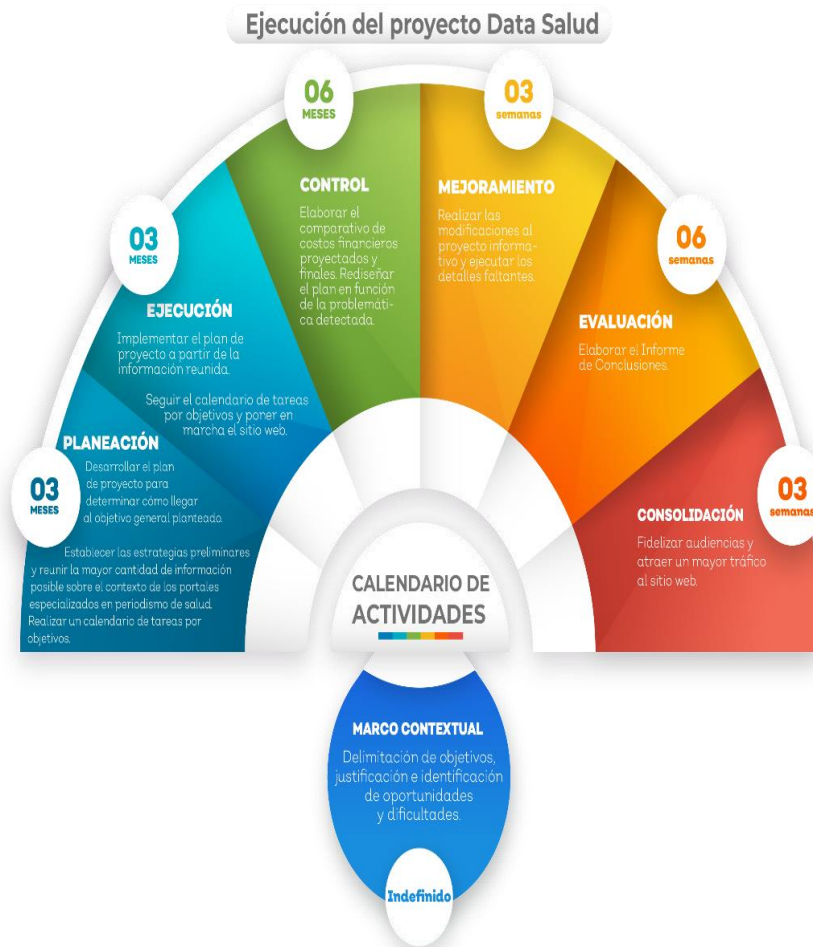 Ejecución del proyecto Data Salud
03
MESES
PLANEACIÓN
Desarrollar el plan
de proyecto para
determinar cómo llegar
al objetivo general planteado.
Establecer las estrategias preliminares
y reunir la mayor cantidad de información
posible sobre el contexto de los portales
especializados en periodismo de salud.
Realizar un calendario de tareas por
objetivos.
03
MESES
EJECUCIÓN
Implementar el plan de
proyecto a partir de la
información reunida.
Seguir el calendario de tareas
por objetivos y poner en
marcha el sitio web.
06
MESES
CONTROL
Elaborar el
comparativo de
costos financieros
proyectados y
finales. Rediseñar
el plan en función
de la problemáti-
ca detectada.
03
semanas
MEJORAMIENTO
Realizar las
modificaciones al
proyecto informa-
tivo y ejecutar los
detalles faltantes.
06
semanas
EVALUACIÓN
Elaborar el Informe
de Conclusiones.
03
semanas
CONSOLIDACIÓN
Fidelizar audiencias y
atraer un mayor tráfico
al sitio web.
CALENDARIO DE
ACTIVIDADES
MARCO CONTEXTUAL
Delimitación de objetivos,
justificación e identificación
de oportunidades
y dificultades.
Indefinido